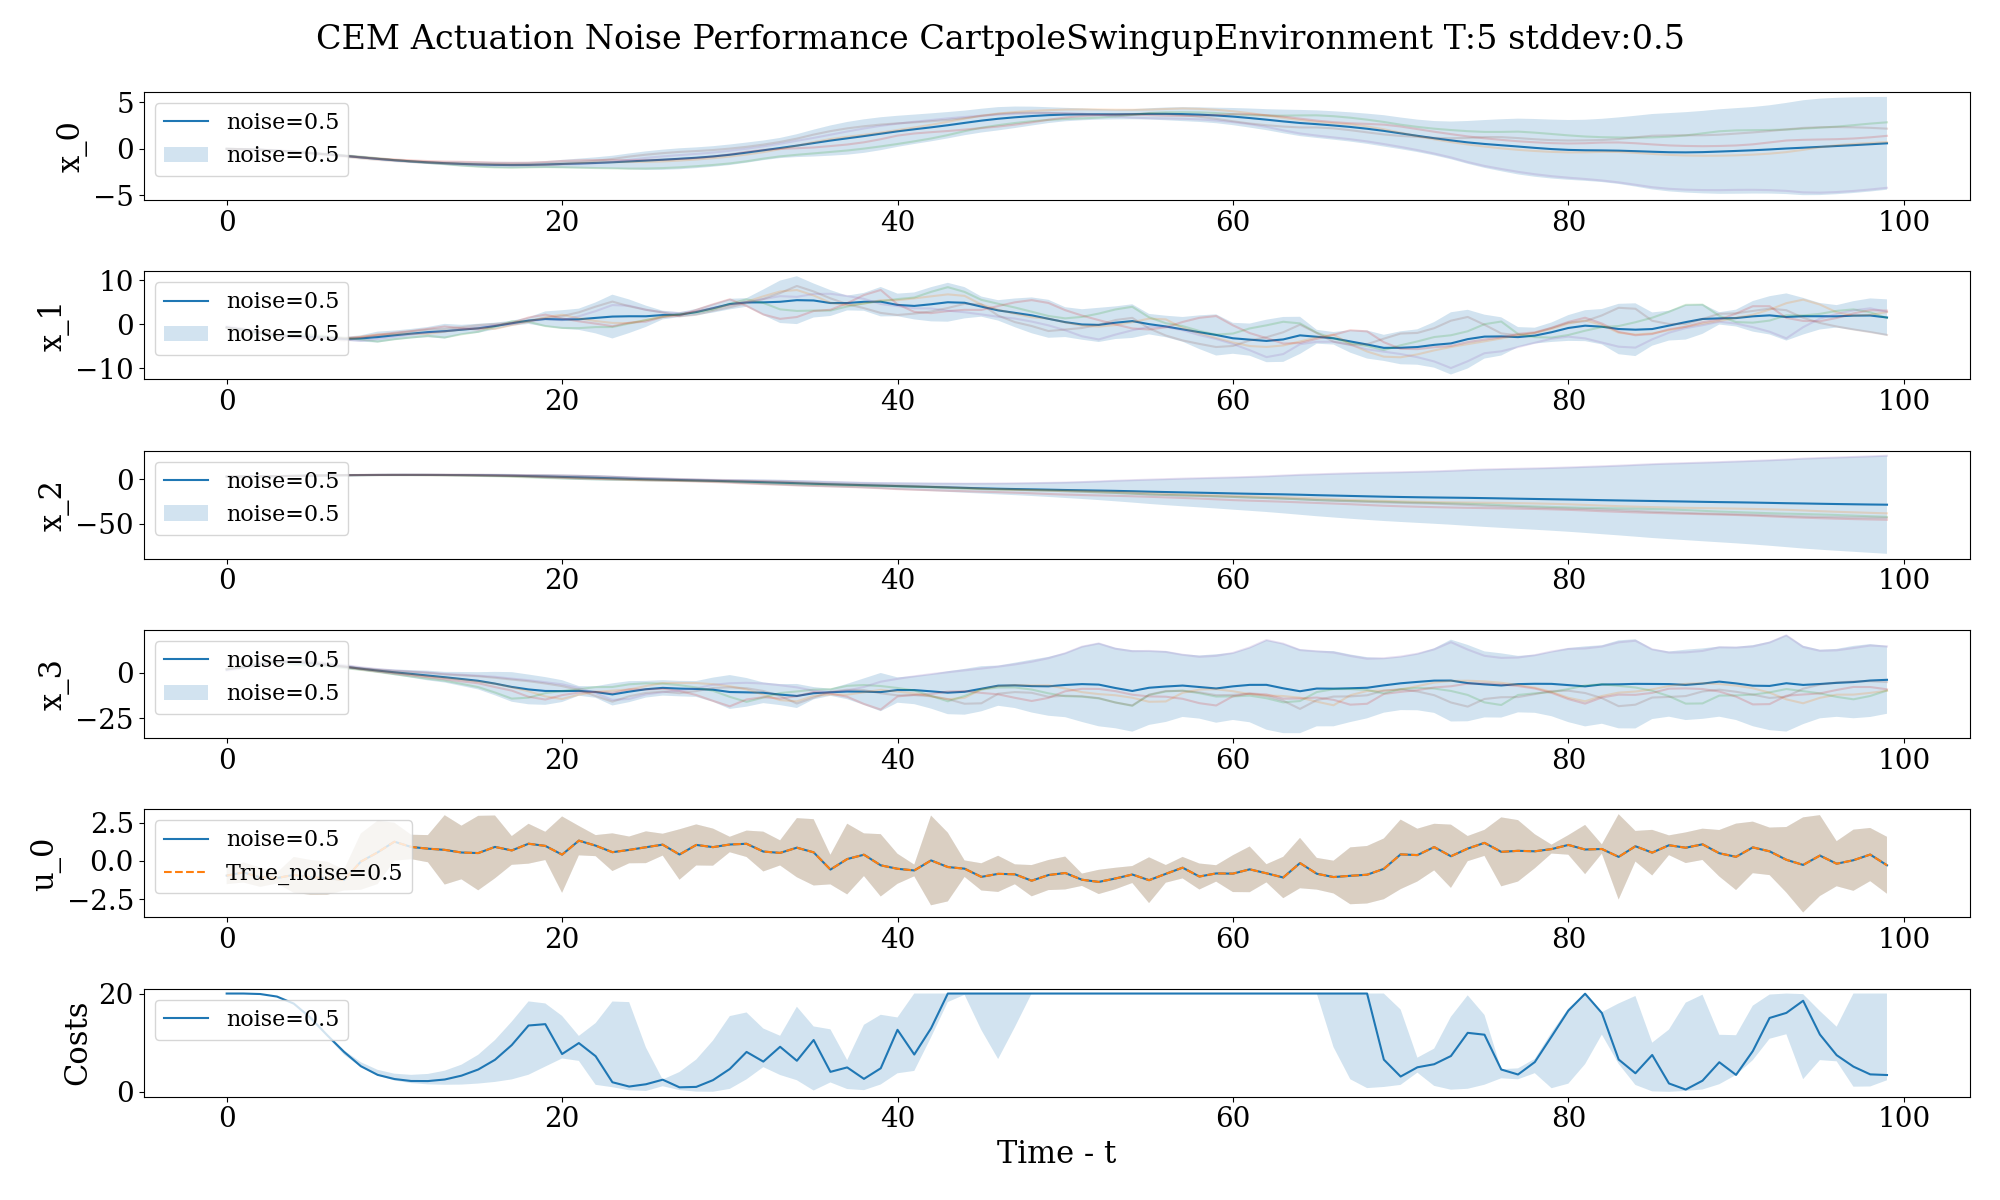 CEM Actuation Noise Performance CartpoleSwingupEnvironment T:5 stddev:0.5
x_0
5
0
−5
noise=0.5
noise=0.5
0 20 40 60 80 100
x_1
10
0
−10
noise=0.5
noise=0.5
0 20 40 60 80 100
x_2
0
−50
noise=0.5
noise=0.5
0 20 40 60 80 100
x_3
0
−25
noise=0.5
noise=0.5
0 20 40 60 80 100
u_0
2.5
0.0
−2.5
noise=0.5
True_noise=0.5
0 20 40 60 80 100
Costs
20
0
noise=0.5
0 20 40 60 80 100
Time - t